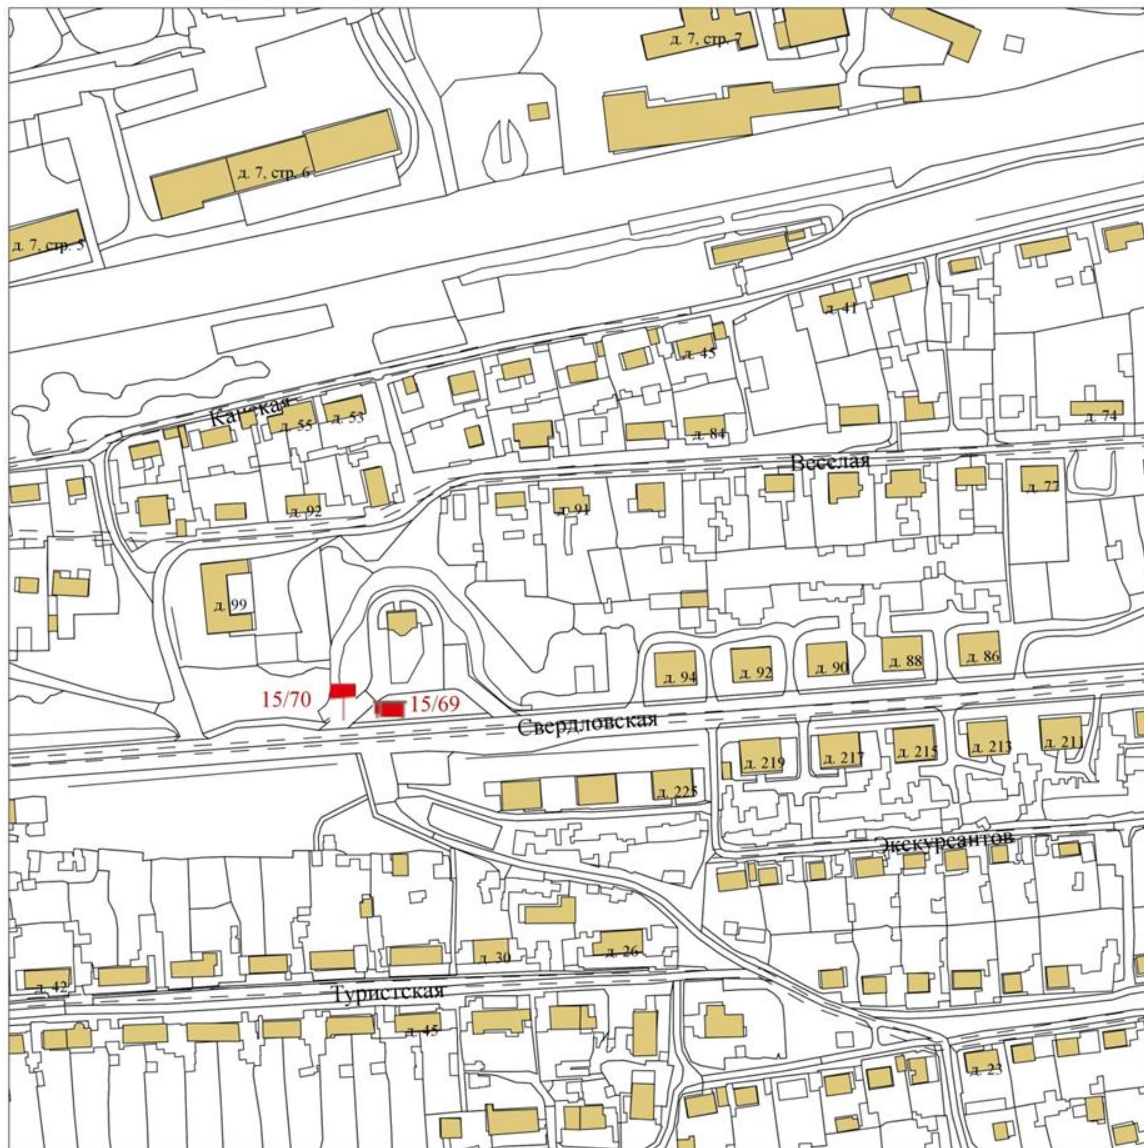 д. 7, стр. 7
д. 7, стр. 6
д. 7, стр. 5
д. 41
д. 45
Канская
д. 55
д. 53
д. 74
д. 84
Веселая
д. 77
д. 92
д. 91
д. 99
д. 94
д. 92
д. 90
д. 88
д. 86
15/70
15/69
Свердловская
д. 219
д. 217
д. 215
д. 213
д. 211
д. 225
Экскурсантов
д. 30
д. 26
д. 42
Туристская
д. 45
д. 23